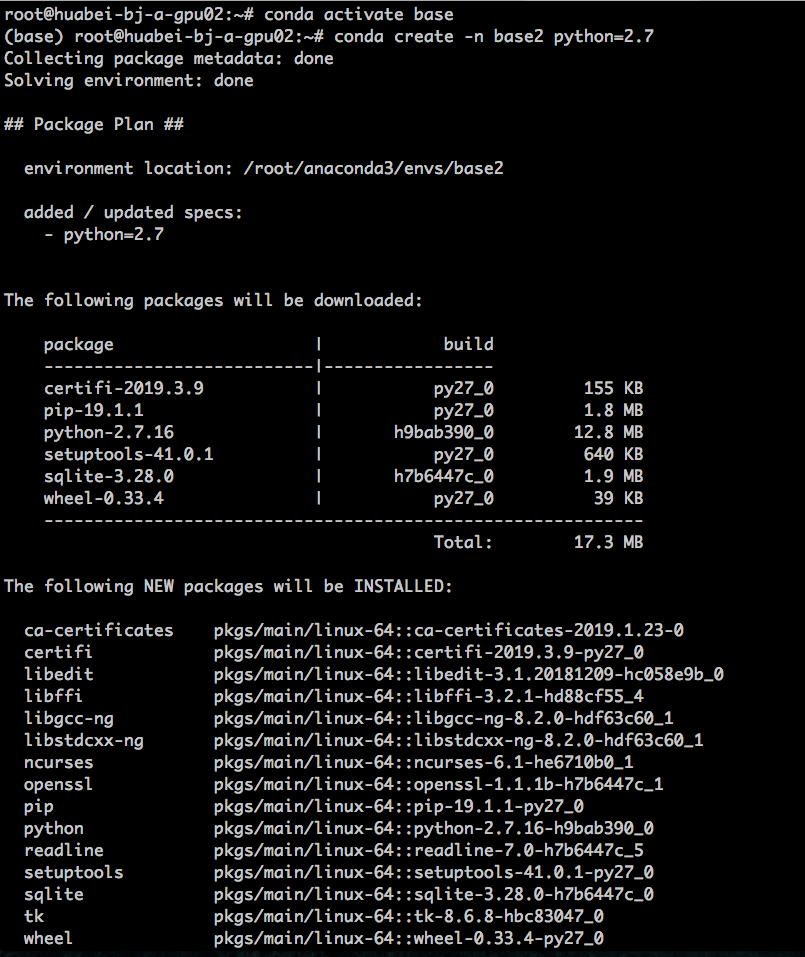 root@huabei-bj-a-gpu02:~# conda activate base
(base) root@huabei-bj-a-gpu02:~# conda create -n base2 python=2.7
Collecting package metadata: done
Solving environment: done

## Package Plan ##

  environment location: /root/anaconda3/envs/base2

  added / updated specs:
    - python=2.7


The following packages will be downloaded:

    package                    |            build
    ---------------------------|-----------------
    certifi-2019.3.9           |           py27_0         155 KB
    pip-19.1.1                 |           py27_0         1.8 MB
    python-2.7.16              |       h9bab390_0        12.8 MB
    setuptools-41.0.1          |           py27_0         640 KB
    sqlite-3.28.0              |       h7b6447c_0         1.9 MB
    wheel-0.33.4               |           py27_0          39 KB
    ------------------------------------------------------------
                                           Total:        17.3 MB

The following NEW packages will be INSTALLED:

  ca-certificates    pkgs/main/linux-64::ca-certificates-2019.1.23-0
  certifi            pkgs/main/linux-64::certifi-2019.3.9-py27_0
  libedit            pkgs/main/linux-64::libedit-3.1.20181209-hc058e9b_0
  libffi             pkgs/main/linux-64::libffi-3.2.1-hd88cf55_4
  libgcc-ng          pkgs/main/linux-64::libgcc-ng-8.2.0-hdf63c60_1
  libstdcxx-ng       pkgs/main/linux-64::libstdcxx-ng-8.2.0-hdf63c60_1
  ncurses            pkgs/main/linux-64::ncurses-6.1-he6710b0_1
  openssl            pkgs/main/linux-64::openssl-1.1.1b-h7b6447c_1
  pip                pkgs/main/linux-64::pip-19.1.1-py27_0
  python             pkgs/main/linux-64::python-2.7.16-h9bab390_0
  readline           pkgs/main/linux-64::readline-7.0-h7b6447c_5
  setuptools         pkgs/main/linux-64::setuptools-41.0.1-py27_0
  sqlite             pkgs/main/linux-64::sqlite-3.28.0-h7b6447c_0
  tk                 pkgs/main/linux-64::tk-8.6.8-hbc83047_0
  wheel              pkgs/main/linux-64::wheel-0.33.4-py27_0